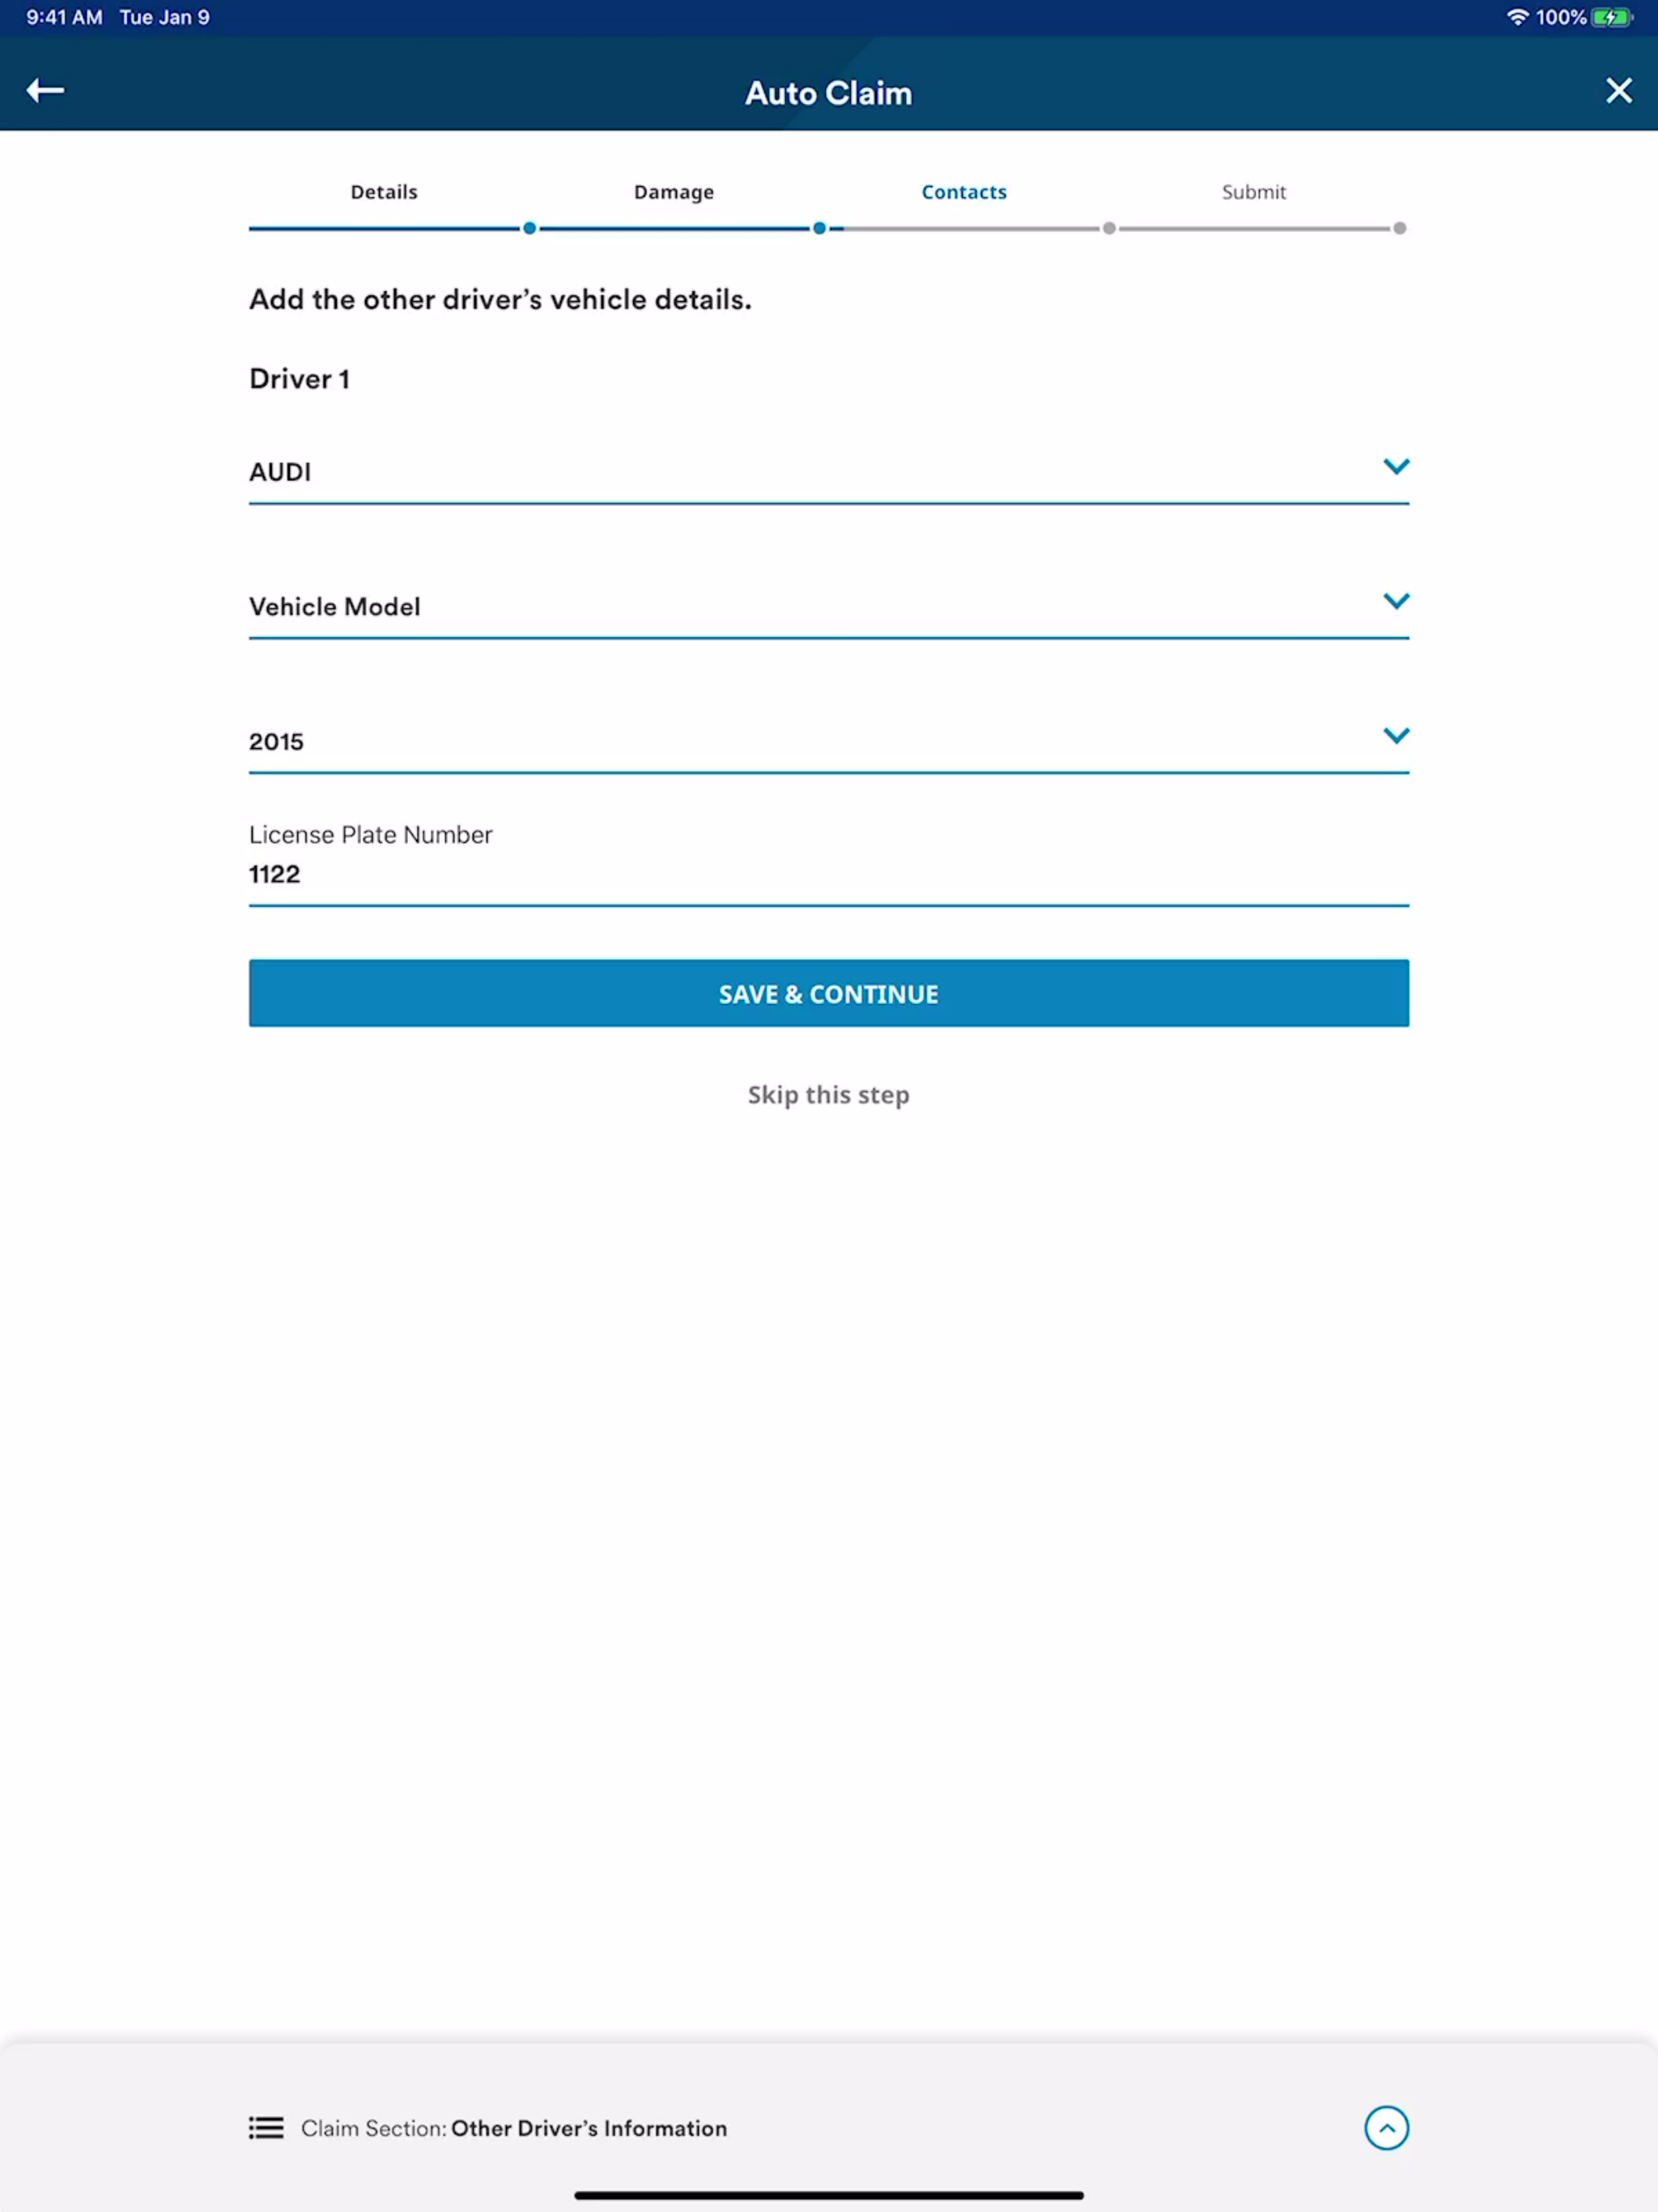 9:41 AM Tue Jan 9 100%
Auto Claim
Details Damage Contacts Submit
Add the other driver’s vehicle details.
Driver 1
AUDI
Vehicle Model
2015
License Plate Number
1122
SAVE & CONTINUE
Skip this step
Claim Section: Other Driver’s Information